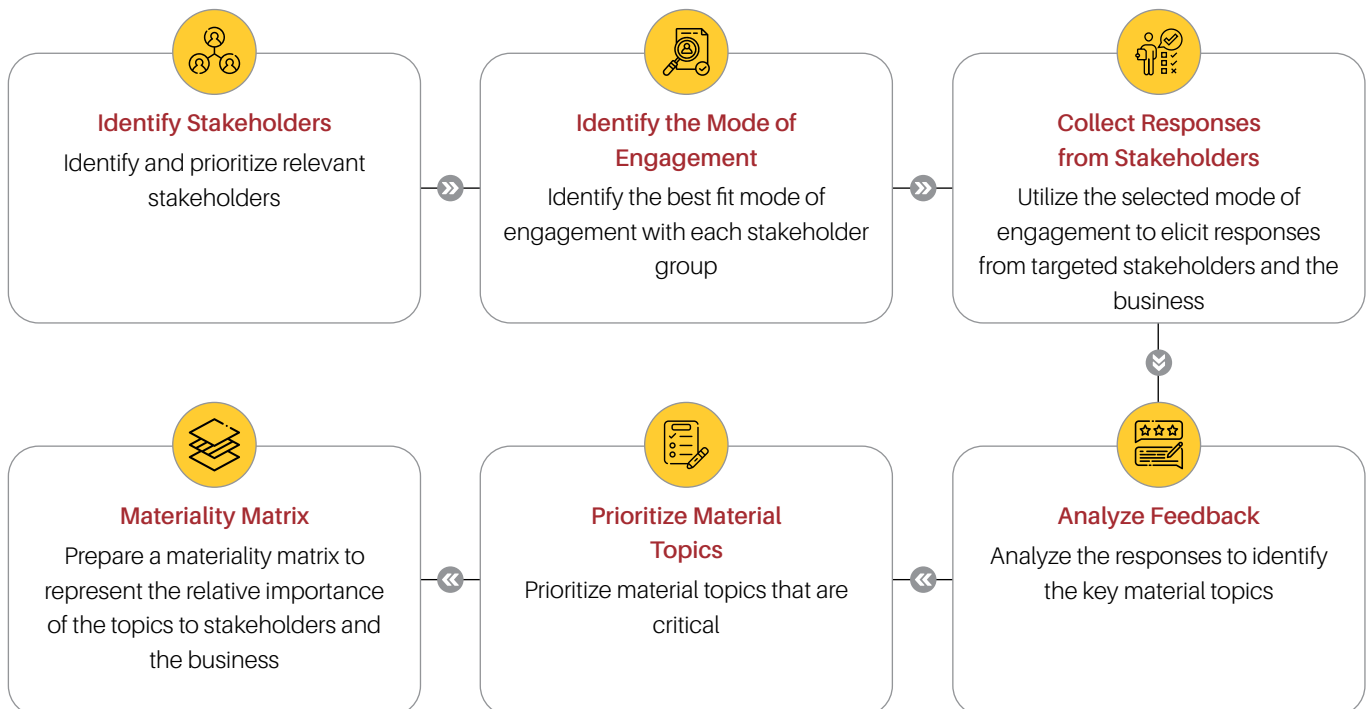 Identify Stakeholders
Identify and prioritize relevant
stakeholders
Identify the Mode of
Engagement
Identify the best fit mode of
engagement with each stakeholder
group
Collect Responses
from Stakeholders
Utilize the selected mode of
engagement to elicit responses
from targeted stakeholders and the
business
Analyze Feedback
Analyze the responses to identify
the key material topics
Prioritize Material
Topics
Prioritize material topics that are
critical
Materiality Matrix
Prepare a materiality matrix to
represent the relative importance
of the topics to stakeholders and
the business